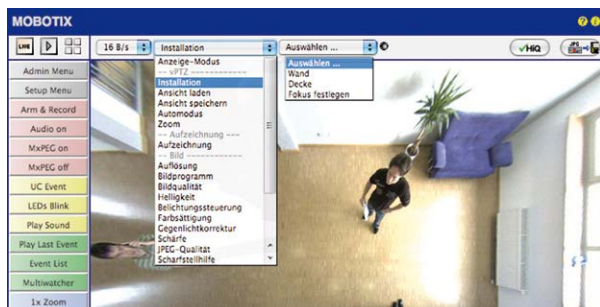 MOBOTIX
LIVE
16 B/s
Installation
Auswählen ...
HiQ
JPG
Admin Menu
Setup Menu
Arm & Record
Audio on
MxPEG on
MxPEG off
UC Event
LEDs Blink
Play Sound
Play Last Event
Event List
Multiwatcher
1x Zoom
Anzeige-Modus
-- vPTZ ------------
Installation
Ansicht laden
Ansicht speichern
Automodus
Zoom
-- Aufzeichnung ---
Aufzeichnung
-- Bild ------------
Auflösung
Bildprogramm
Bildqualität
Helligkeit
Belichtungssteuerung
Farbsättigung
Gegenlichtkorrektur
Schärfe
JPEG-Qualität
Scharfstellhilfe
Auswählen ...
Wand
Decke
Fokus festlegen